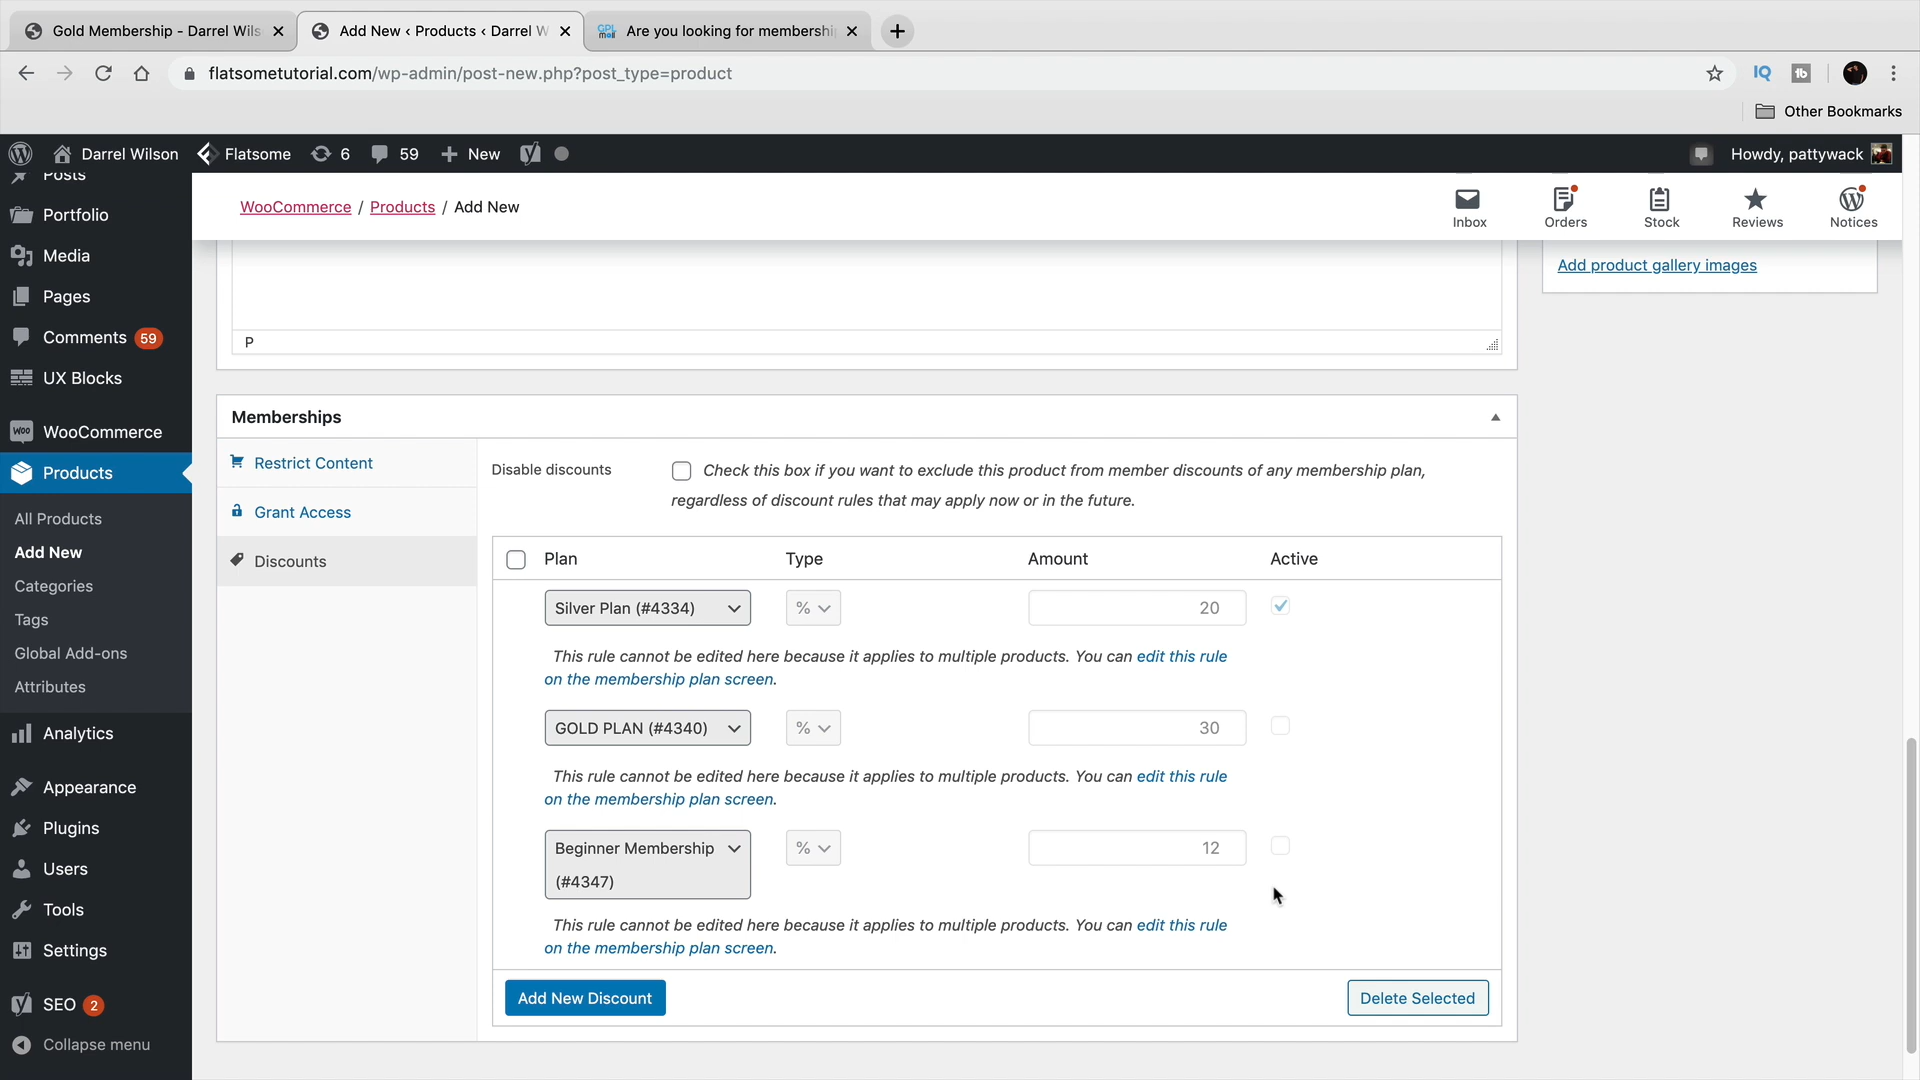 Gold Membership - Darrel Wils
Add New ‹ Products ‹ Darrel W
GPL mall
Are you looking for membershi
flatsometutorial.com/wp-admin/post-new.php?post_type=product
IQ
tb
Other Bookmarks
Darrel Wilson
Flatsome
6
59
New
Howdy, pattywack
Posts
Portfolio
Media
Pages
Comments 59
UX Blocks
Woo WooCommerce
Products
All Products
Add New
Categories
Tags
Global Add-ons
Attributes
Analytics
Appearance
Plugins
Users
Tools
Settings
SEO 2
Collapse menu
WooCommerce / Products / Add New
Inbox
Orders
Stock
Reviews
Notices
Add product gallery images
P
Memberships
Restrict Content
Grant Access
Discounts
Disable discounts
Check this box if you want to exclude this product from member discounts of any membership plan,
regardless of discount rules that may apply now or in the future.
Plan Type Amount Active
Silver Plan (#4334) % 20
This rule cannot be edited here because it applies to multiple products. You can edit this rule
on the membership plan screen.
GOLD PLAN (#4340) % 30
This rule cannot be edited here because it applies to multiple products. You can edit this rule
on the membership plan screen.
Beginner Membership % 12
(#4347)
This rule cannot be edited here because it applies to multiple products. You can edit this rule
on the membership plan screen.
Add New Discount
Delete Selected